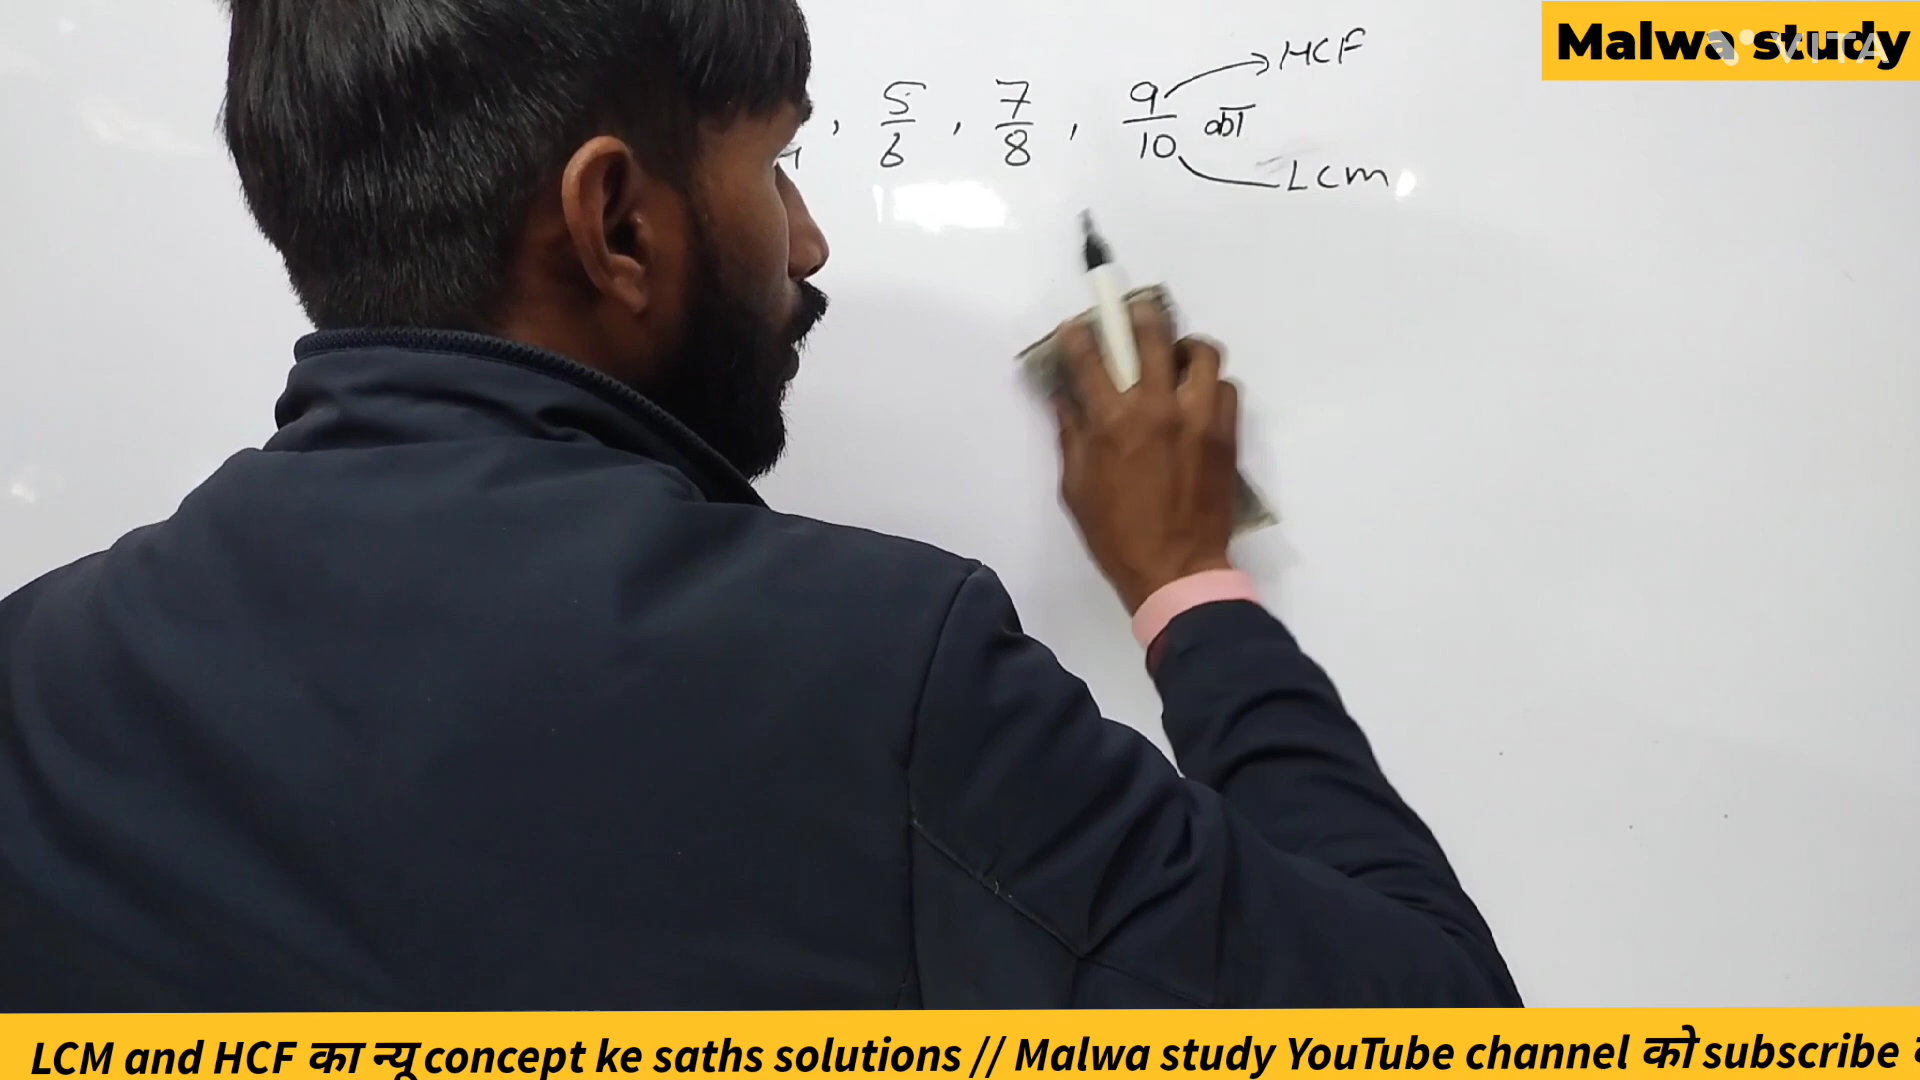 Malwa study
VITA
→ HCF
, 5/6 , 7/8 , 9/10 का
LCM
LCM and HCF का न्यू concept ke saths solutions // Malwa study YouTube channel को subscribe